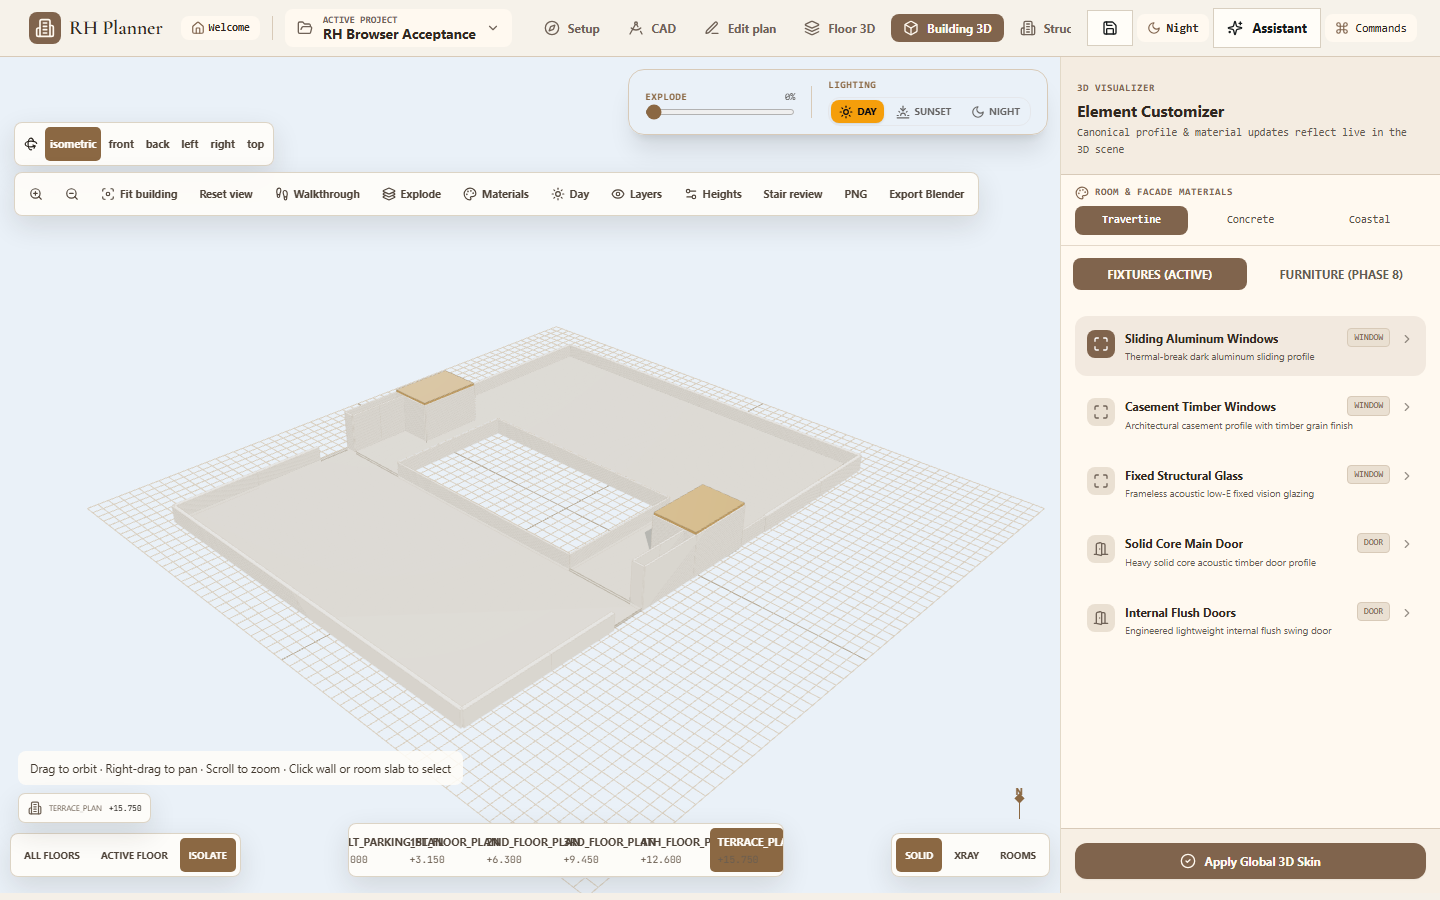 RH Planner
Welcome
ACTIVE PROJECT
RH Browser Acceptance
Setup
CAD
Edit plan
Floor 3D
Building 3D
Struc
Night
Assistant
Commands
EXPLODE
0%
LIGHTING
DAY
SUNSET
NIGHT
isometric
front
back
left
right
top
Fit building
Reset view
Walkthrough
Explode
Materials
Day
Layers
Heights
Stair review
PNG
Export Blender
3D VISUALIZER
Element Customizer
Canonical profile & material updates reflect live in the
3D scene
ROOM & FACADE MATERIALS
Travertine
Concrete
Coastal
FIXTURES (ACTIVE)
FURNITURE (PHASE 8)
Sliding Aluminum Windows
WINDOW
Thermal-break dark aluminum sliding profile
Casement Timber Windows
WINDOW
Architectural casement profile with timber grain finish
Fixed Structural Glass
WINDOW
Frameless acoustic low-E fixed vision glazing
Solid Core Main Door
DOOR
Heavy solid core acoustic timber door profile
Internal Flush Doors
DOOR
Engineered lightweight internal flush swing door
Apply Global 3D Skin
Drag to orbit · Right-drag to pan · Scroll to zoom · Click wall or room slab to select
N
TERRACE_PLAN +15.750
ALL FLOORS
ACTIVE FLOOR
ISOLATE
000
+3.150
+6.300
+9.450
+12.600
TERRACE_PLA
+15.750
SOLID
XRAY
ROOMS